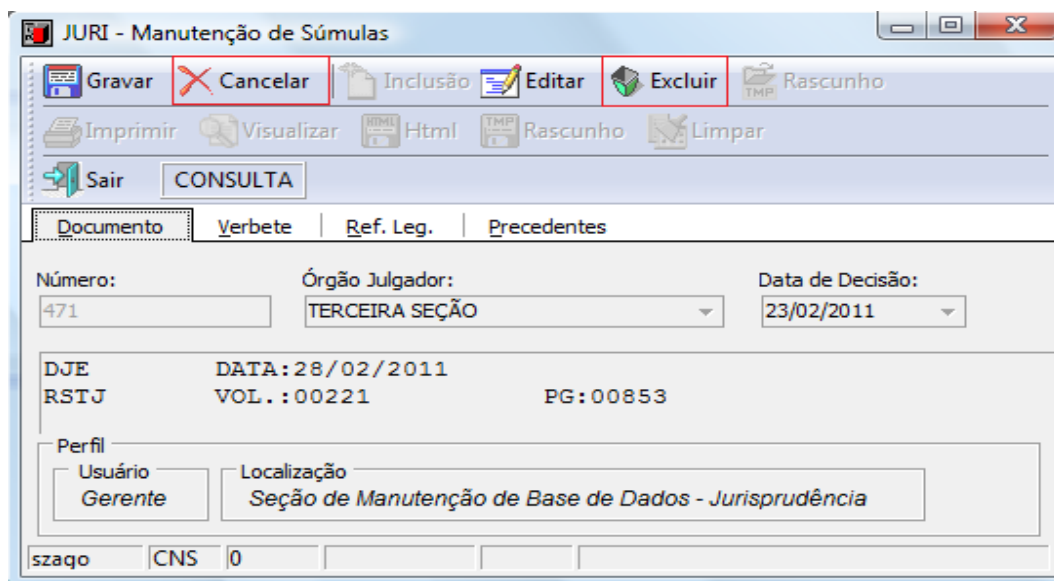 JURI - Manutenção de Súmulas
Gravar Cancelar Inclusão Editar Excluir TMP Rascunho
Imprimir Visualizar HTML Html TMP Rascunho Limpar
Sair CONSULTA
Documento Verbete Ref. Leg. Precedentes
Número: Órgão Julgador: Data de Decisão:
471 TERCEIRA SEÇÃO 23/02/2011
DJE DATA:28/02/2011
RSTJ VOL.:00221 PG:00853
Perfil
Usuário Localização
Gerente Seção de Manutenção de Base de Dados - Jurisprudência
szago CNS 0